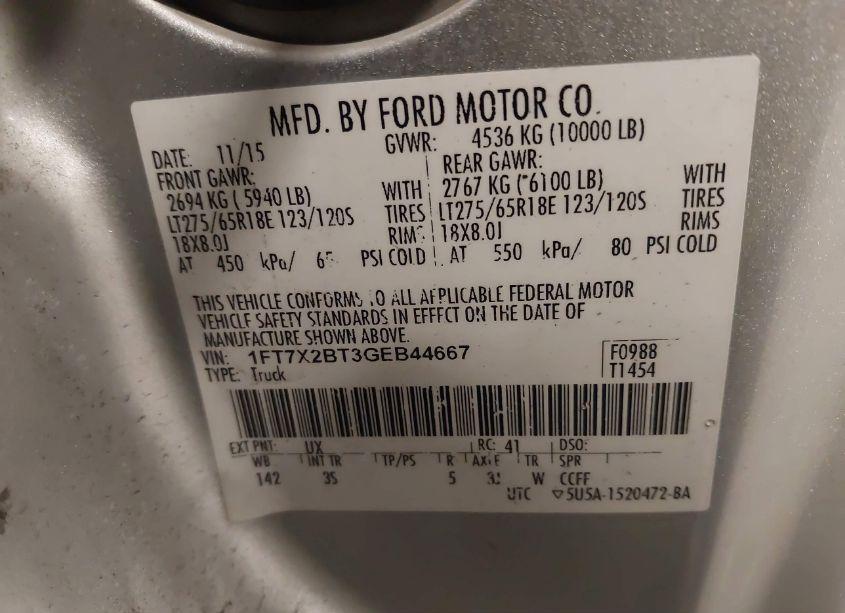 MFD. BY FORD MOTOR CO.
DATE: 11/15 GVWR: 4536 KG (10000 LB)
FRONT GAWR: REAR GAWR:
2694 KG ( 5940 LB) WITH 2767 KG (*6100 LB) WITH
LT275/65R18E 123/120S TIRES LT275/65R18E 123/120S TIRES
18X8.0J RIMS 18X8.0J RIMS
AT 450 kPa/ PSI COLD AT 550 kPa/ 80 PSI COLD
THIS VEHICLE CONFORMS TO ALL APPLICABLE FEDERAL MOTOR
VEHICLE SAFETY STANDARDS IN EFFECT ON THE DATE OF
MANUFACTURE SHOWN ABOVE.
VIN: 1FT7X2BT3GEB44667 F0988
TYPE: Truck T1454
EXT PNT: UX RC: 41 DSO:
WB INT TR TP/PS R AXLE TR SPR
142 3S 5 W CCFF
UTC ▽5U5A-1520472-BA